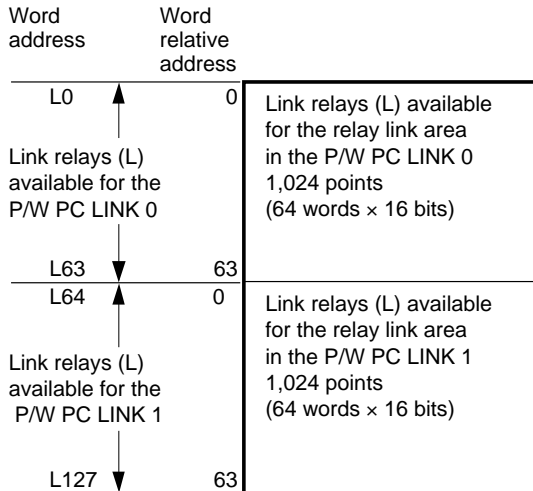 Word address
Word relative address
L0
0
Link relays (L)
available for the
P/W PC LINK 0
L63
63
Link relays (L) available
for the relay link area
in the P/W PC LINK 0
1,024 points
(64 words × 16 bits)
L64
0
Link relays (L)
available for the
P/W PC LINK 1
L127
63
Link relays (L) available
for the relay link area
in the P/W PC LINK 1
1,024 points
(64 words × 16 bits)